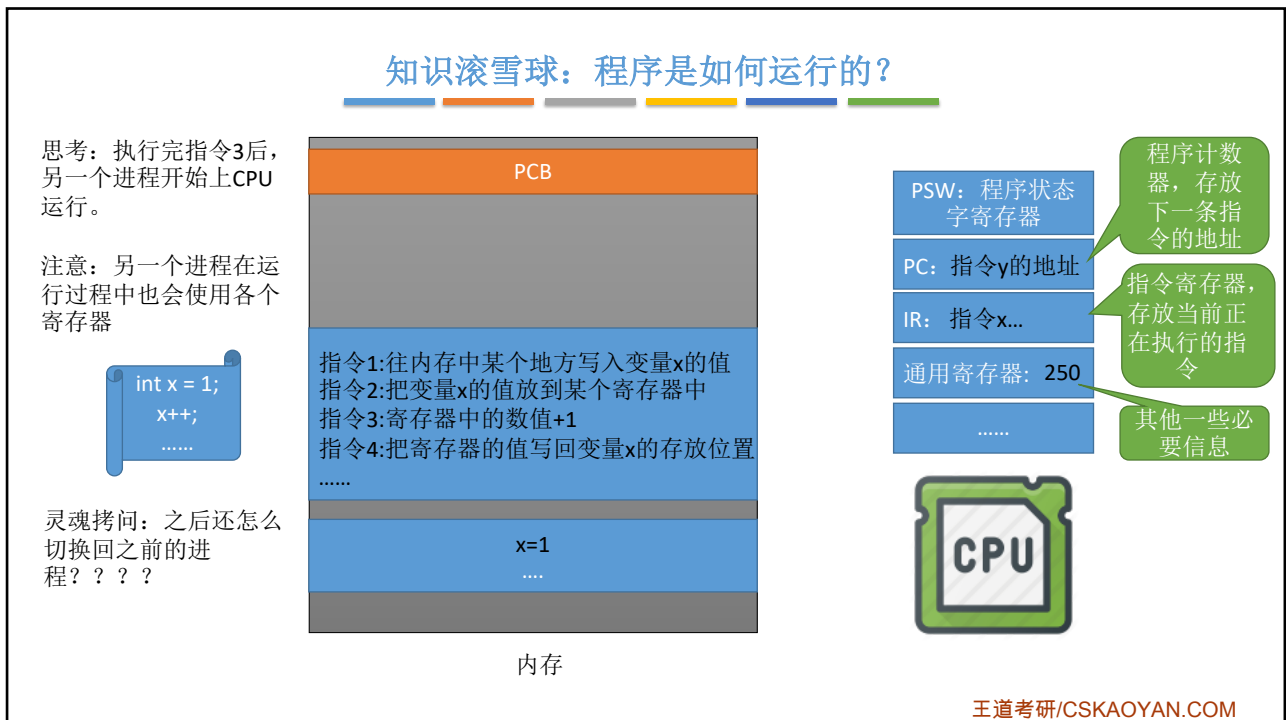 知识滚雪球：程序是如何运行的？
思考：执行完指令3后，
另一个进程开始上CPU
运行。
注意：另一个进程在运
行过程中也会使用各个
寄存器
int x = 1;
x++;
……
灵魂拷问：之后还怎么
切换回之前的进
程？？？？
PCB
指令1:往内存中某个地方写入变量x的值
指令2:把变量x的值放到某个寄存器中
指令3:寄存器中的数值+1
指令4:把寄存器的值写回变量x的存放位置
......
x=1
....
内存
PSW：程序状态
字寄存器
PC：指令y的地址
IR： 指令x...
通用寄存器: 250
……
程序计数
器，存放
下一条指
令的地址
指令寄存器，
存放当前正
在执行的指
令
其他一些必
要信息
CPU
王道考研/CSKAOYAN.COM